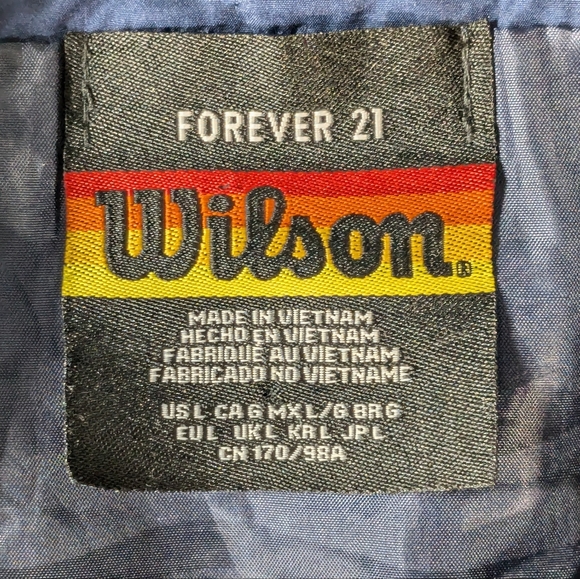 FOREVER 21
Wilson®
MADE IN VIETNAM
HECHO EN VIETNAM
FABRIQUÉ AU VIETNAM
FABRICADO NO VIETNAME
US L CA G MX L/G BR G
EU L UK L KR L JP L
CN 170/98A